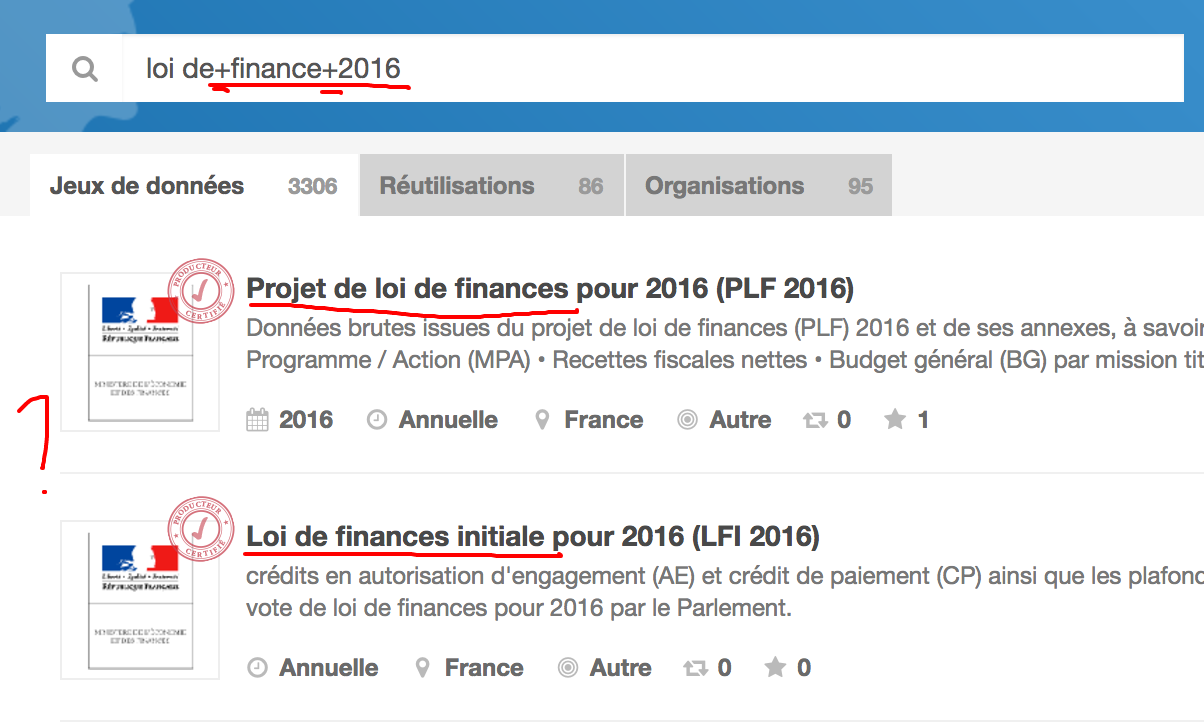 loi de+finance+2016
Jeux de données 3306 Réutilisations 86 Organisations 95
PRODUCTEUR CERTIFIÉ
Liberté • Égalité • Fraternité
RÉPUBLIQUE FRANÇAISE
MINISTÈRE DE L'ÉCONOMIE
ET DES FINANCES
Projet de loi de finances pour 2016 (PLF 2016)
Données brutes issues du projet de loi de finances (PLF) 2016 et de ses annexes, à savoir
Programme / Action (MPA) • Recettes fiscales nettes • Budget général (BG) par mission tit
2016 Annuelle France Autre 0 1
?
PRODUCTEUR CERTIFIÉ
Liberté • Égalité • Fraternité
RÉPUBLIQUE FRANÇAISE
MINISTÈRE DE L'ÉCONOMIE
ET DES FINANCES
Loi de finances initiale pour 2016 (LFI 2016)
crédits en autorisation d'engagement (AE) et crédit de paiement (CP) ainsi que les plafond
vote de loi de finances pour 2016 par le Parlement.
Annuelle France Autre 0 0